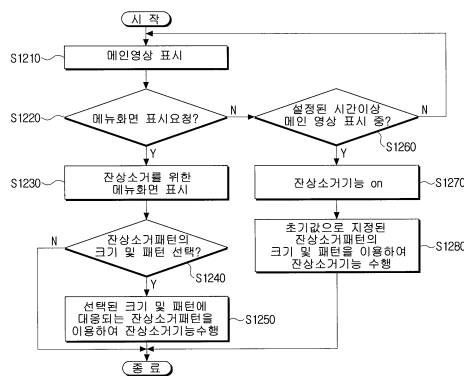 시 작
S1210
메인영상 표시
S1220
메뉴화면 표시요청?
N
설정된 시간이상
메인 영상 표시 중?
N
S1260
Y
Y
S1230
잔상소거를 위한
메뉴화면 표시
잔상소거기능 on
S1270
N
잔상소거패턴의
크기 및 패턴 선택?
S1240
초기값으로 지정된
잔상소거패턴의
크기 및 패턴을 이용하여
잔상소거기능 수행
S1280
Y
선택된 크기 및 패턴에
대응되는 잔상소거패턴을
이용하여 잔상소거기능수행
S1250
종 료